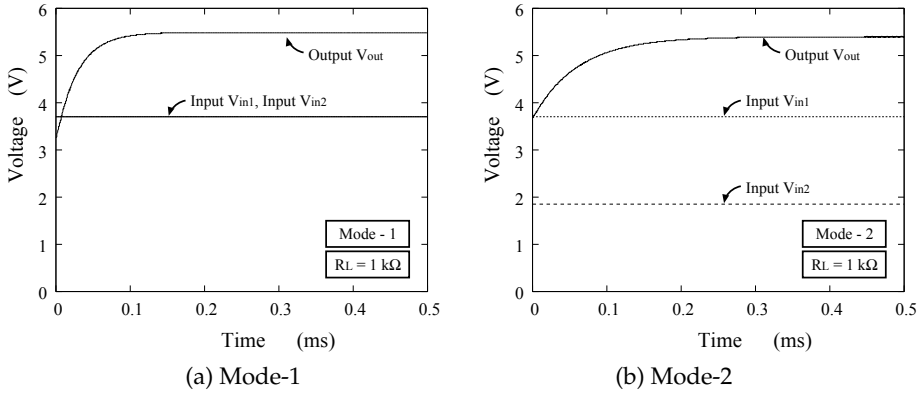 6
5
4
3
2
1
0
Voltage (V)
Output Vout
Input Vin1, Input Vin2
Mode - 1
RL = 1 kΩ
0 0.1 0.2 0.3 0.4 0.5
Time (ms)
(a) Mode-1
6
5
4
3
2
1
0
Voltage (V)
Output Vout
Input Vin1
Input Vin2
Mode - 2
RL = 1 kΩ
0 0.1 0.2 0.3 0.4 0.5
Time (ms)
(b) Mode-2